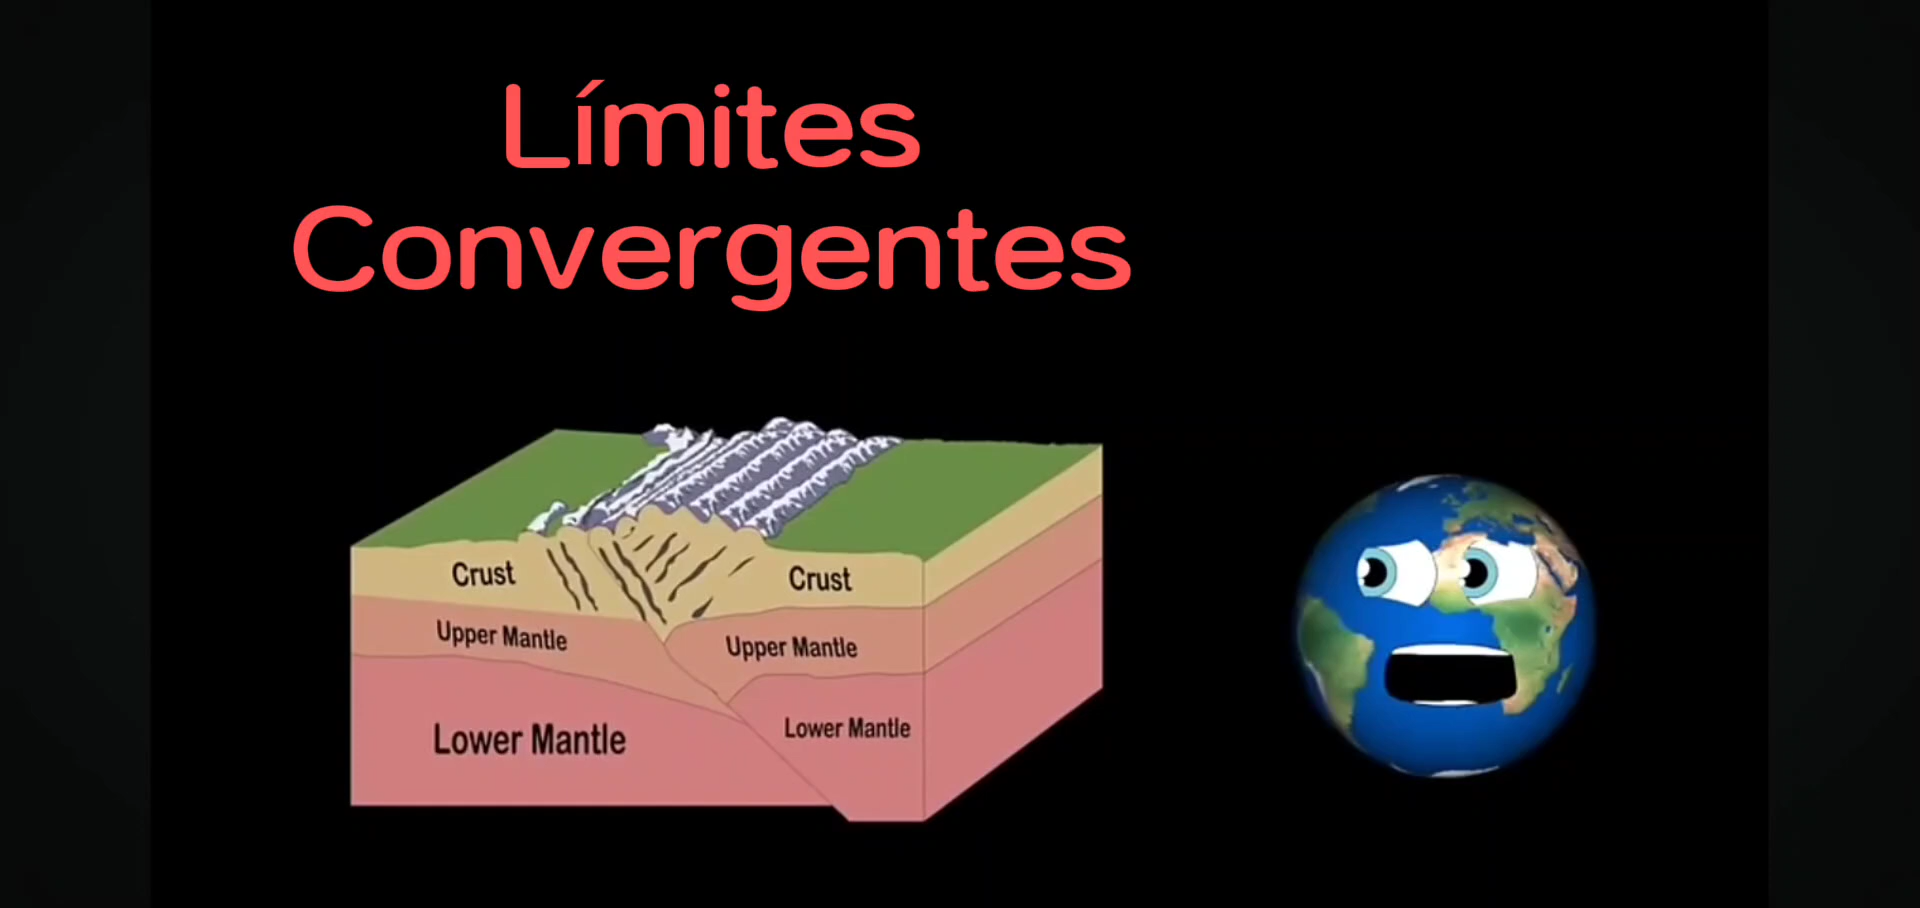 Límites
Convergentes
Crust
Crust
Upper Mantle
Upper Mantle
Lower Mantle
Lower Mantle